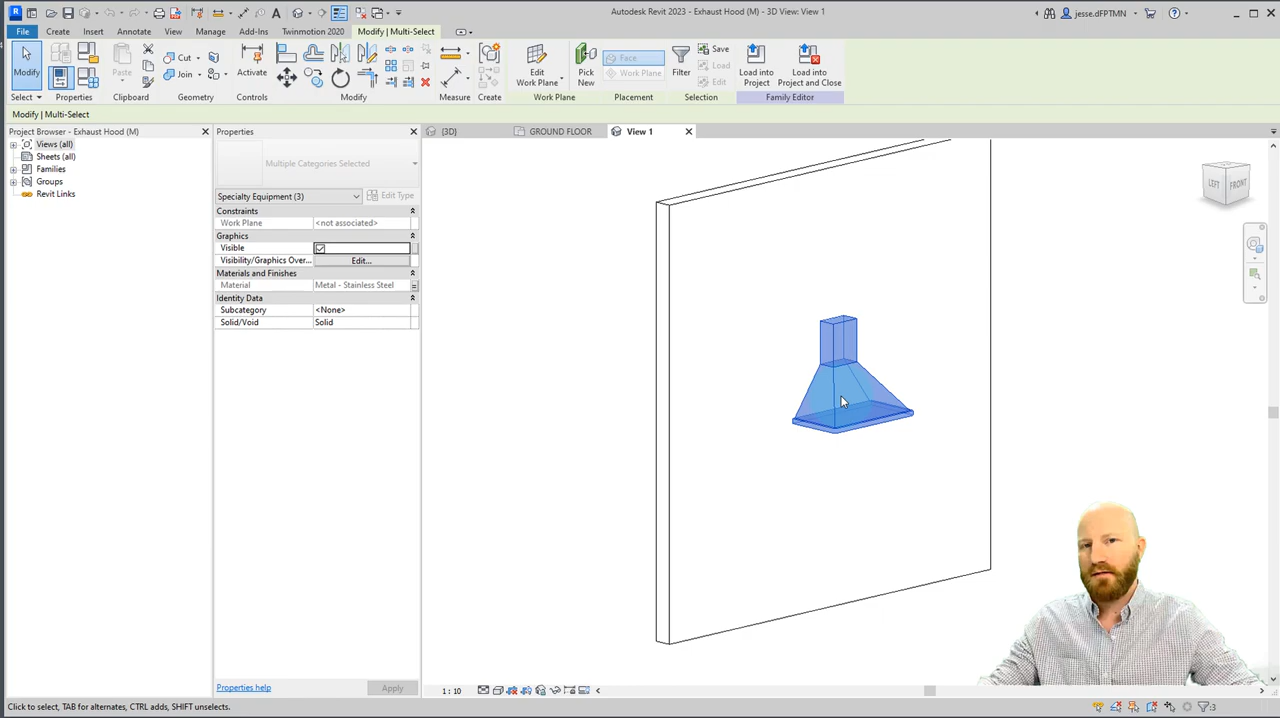 Autodesk Revit 2023 - Exhaust Hood (M) - 3D View: View 1
jesse.dFPTMN
File Create Insert Annotate View Manage Add-Ins Twinmotion 2020 Modify | Multi-Select
Modify
Paste
Cut
Join
Activate
Edit
Work Plane
Pick
New
Face
Work Plane
Filter
Save
Load
Edit
Load into
Project
Load into
Project and Close
Select Properties Clipboard Geometry Controls Modify Measure Create Work Plane Placement Selection Family Editor
Modify | Multi-Select
Project Browser - Exhaust Hood (M)
Views (all)
Sheets (all)
Families
Groups
Revit Links
Properties
Multiple Categories Selected
Specialty Equipment (3)
Edit Type
Constraints
Work Plane <not associated>
Graphics
Visible
Visibility/Graphics Over... Edit...
Materials and Finishes
Material Metal - Stainless Steel
Identity Data
Subcategory <None>
Solid/Void Solid
Properties help
Apply
{3D}
GROUND FLOOR
View 1
LEFT
FRONT
1 : 10
Click to select, TAB for alternates, CTRL adds, SHIFT unselects.
:3